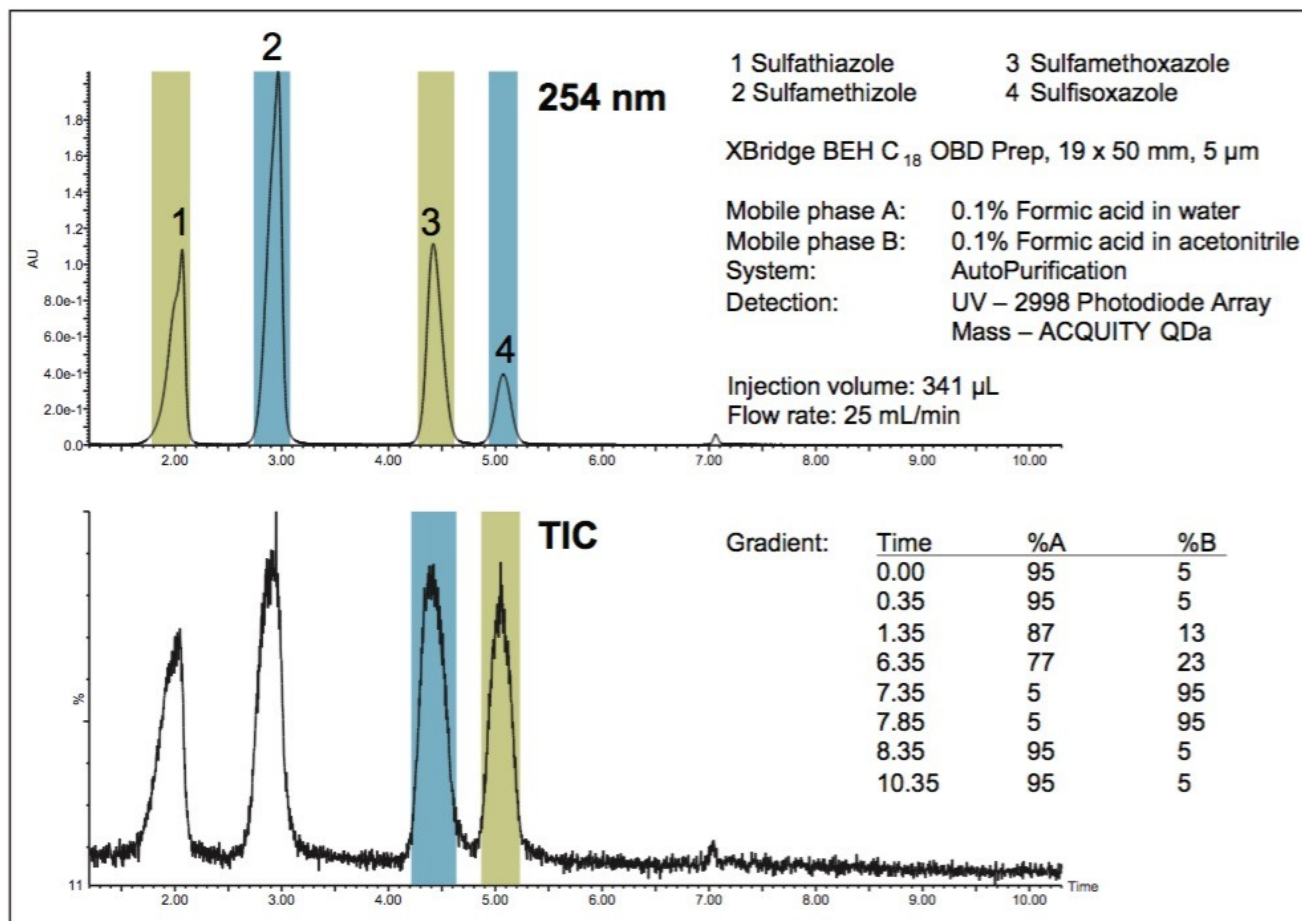 254 nm
1 Sulfathiazole 3 Sulfamethoxazole
2 Sulfamethizole 4 Sulfisoxazole
XBridge BEH C18 OBD Prep, 19 x 50 mm, 5 µm
Mobile phase A: 0.1% Formic acid in water
Mobile phase B: 0.1% Formic acid in acetonitrile
System: AutoPurification
Detection: UV – 2998 Photodiode Array
Mass – ACQUITY QDa
Injection volume: 341 µL
Flow rate: 25 mL/min
1
2
3
4
AU
1.8
1.6
1.4
1.2
1.0
8.0e-1
6.0e-1
4.0e-1
2.0e-1
0.0
2.00 3.00 4.00 5.00 6.00 7.00 8.00 9.00 10.00
TIC
%
11
2.00 3.00 4.00 5.00 6.00 7.00 8.00 9.00 10.00
Time
Gradient: Time %A %B
0.00 95 5
0.35 95 5
1.35 87 13
6.35 77 23
7.35 5 95
7.85 5 95
8.35 95 5
10.35 95 5